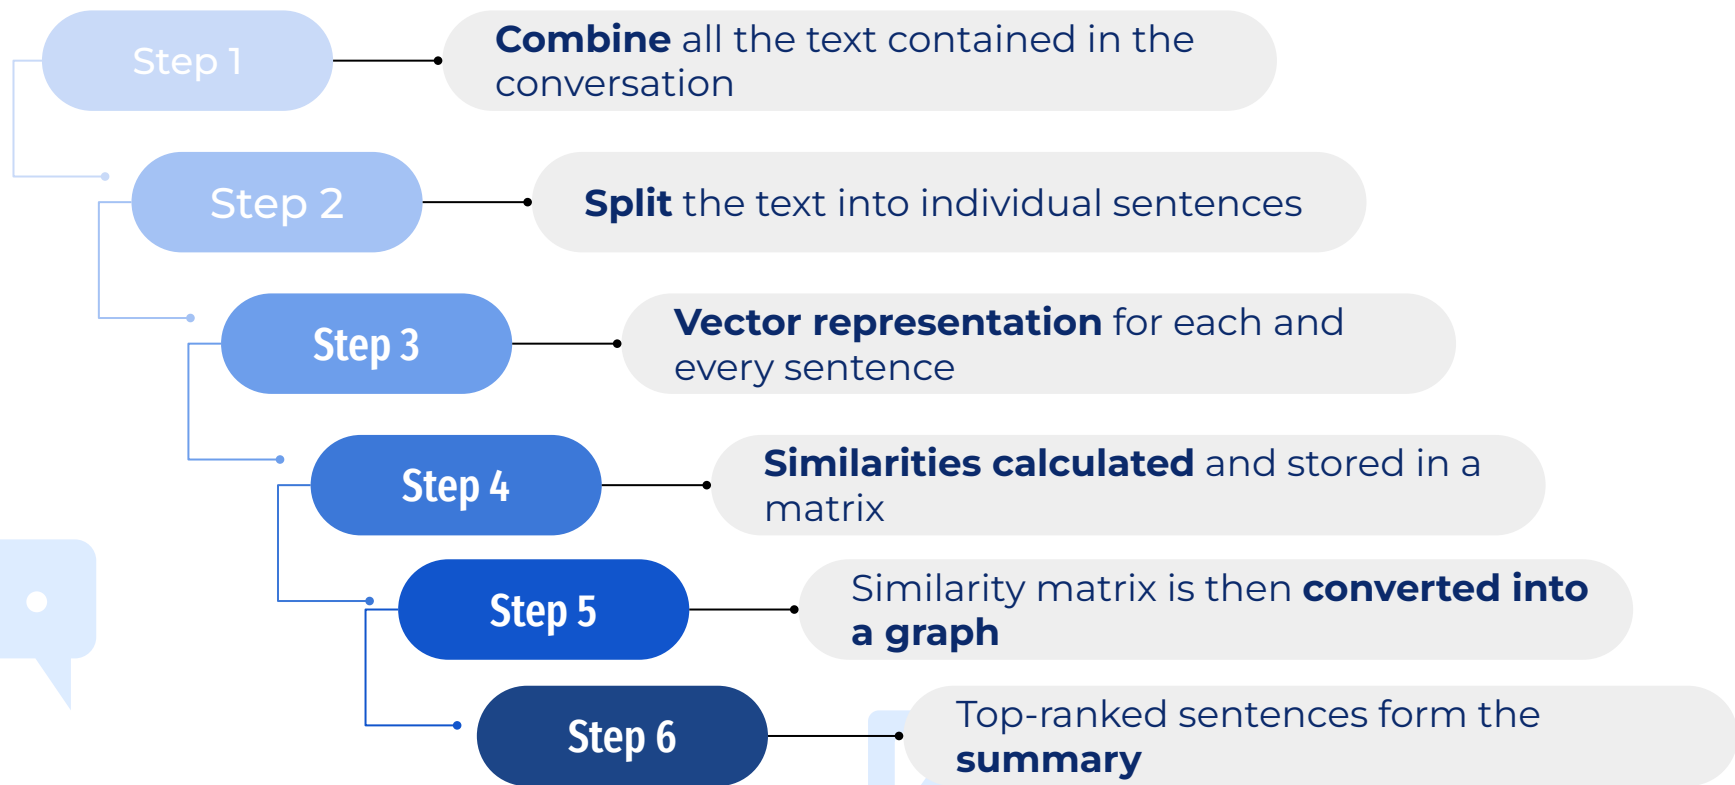 Step 1
Combine all the text contained in the
conversation
Step 2
Split the text into individual sentences
Step 3
Vector representation for each and
every sentence
Step 4
Similarities calculated and stored in a
matrix
Step 5
Similarity matrix is then converted into
a graph
Step 6
Top-ranked sentences form the
summary